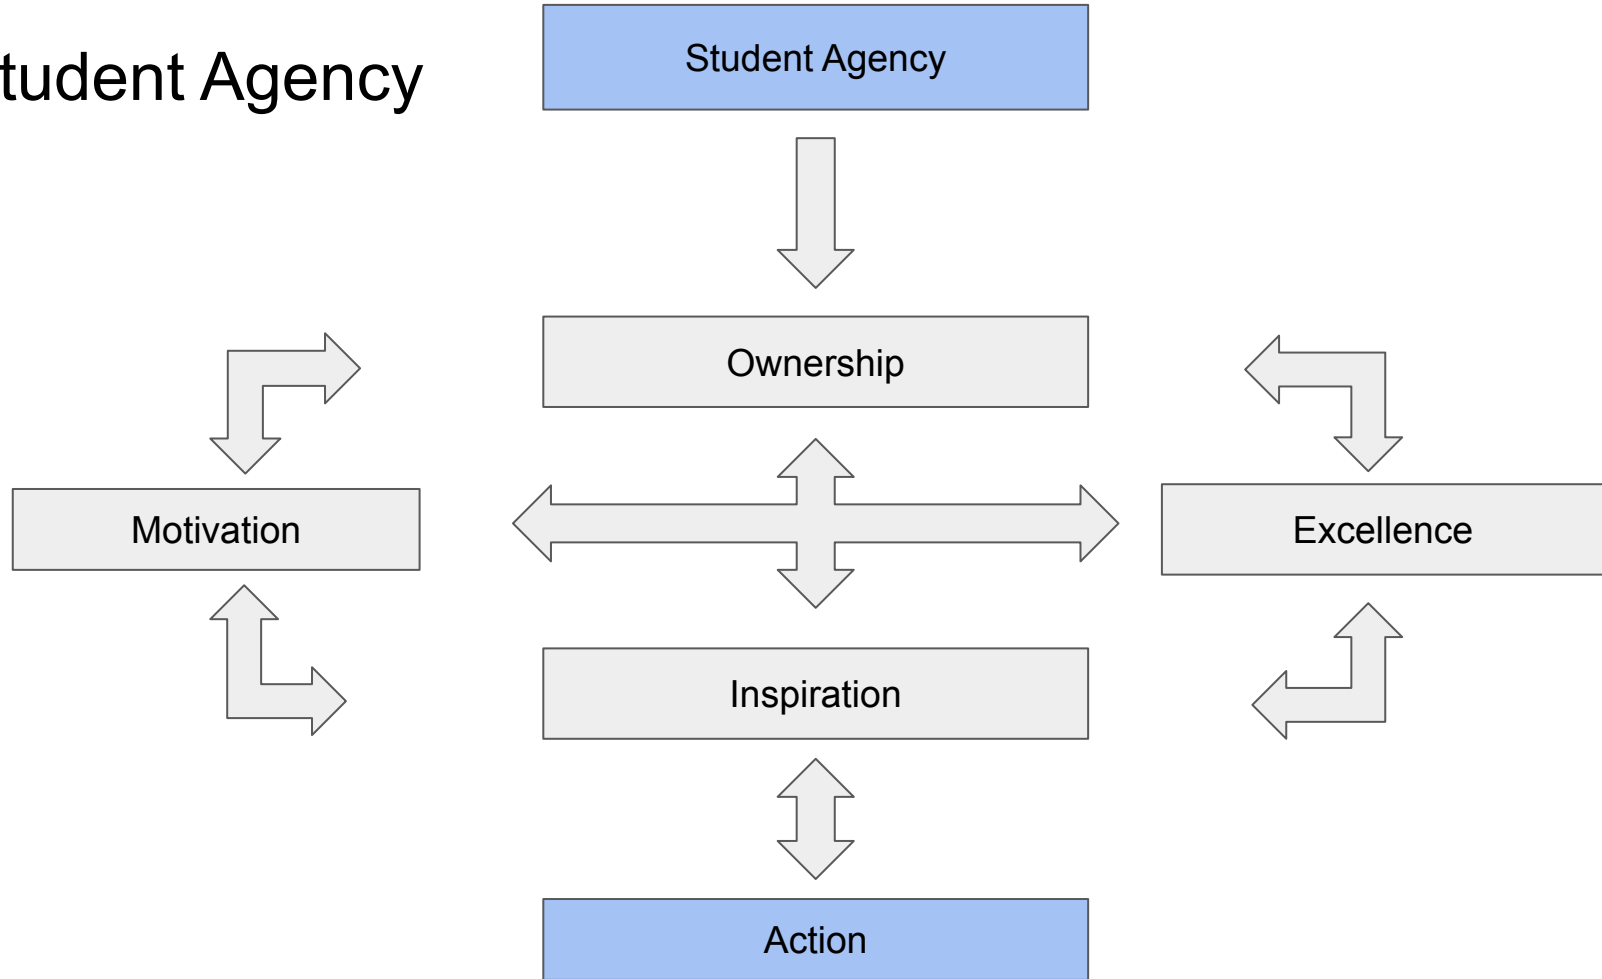 tudent Agency
Student Agency
Ownership
Motivation
Excellence
Inspiration
Action